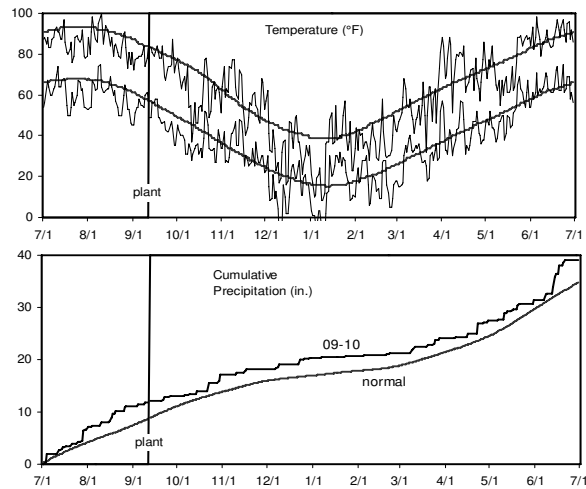 Temperature (°F)
100
80
60
40
20
0
plant
7/1 8/1 9/1 10/1 11/1 12/1 1/1 2/1 3/1 4/1 5/1 6/1 7/1
Cumulative
Precipitation (in.)
40
30
20
10
0
09-10
normal
plant
7/1 8/1 9/1 10/1 11/1 12/1 1/1 2/1 3/1 4/1 5/1 6/1 7/1